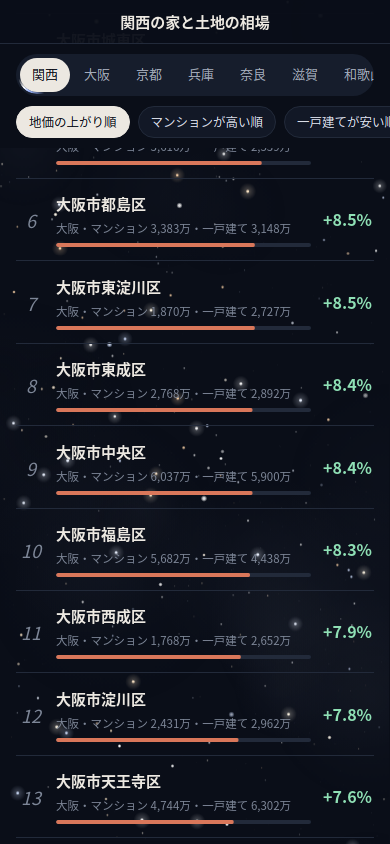 関西の家と土地の相場
関西 大阪 京都 兵庫 奈良 滋賀 和歌
地価の上がり順 マンションが高い順 一戸建てが安い順
6 大阪市都島区 +8.5%
大阪・マンション 3,383万・一戸建て 3,148万
7 大阪市東淀川区 +8.5%
大阪・マンション 1,870万・一戸建て 2,727万
8 大阪市東成区 +8.4%
大阪・マンション 2,768万・一戸建て 2,892万
9 大阪市中央区 +8.4%
大阪・マンション 6,037万・一戸建て 5,900万
10 大阪市福島区 +8.3%
大阪・マンション 5,682万・一戸建て 4,438万
11 大阪市西成区 +7.9%
大阪・マンション 1,768万・一戸建て 2,652万
12 大阪市淀川区 +7.8%
大阪・マンション 2,431万・一戸建て 2,962万
13 大阪市天王寺区 +7.6%
大阪・マンション 4,744万・一戸建て 6,302万